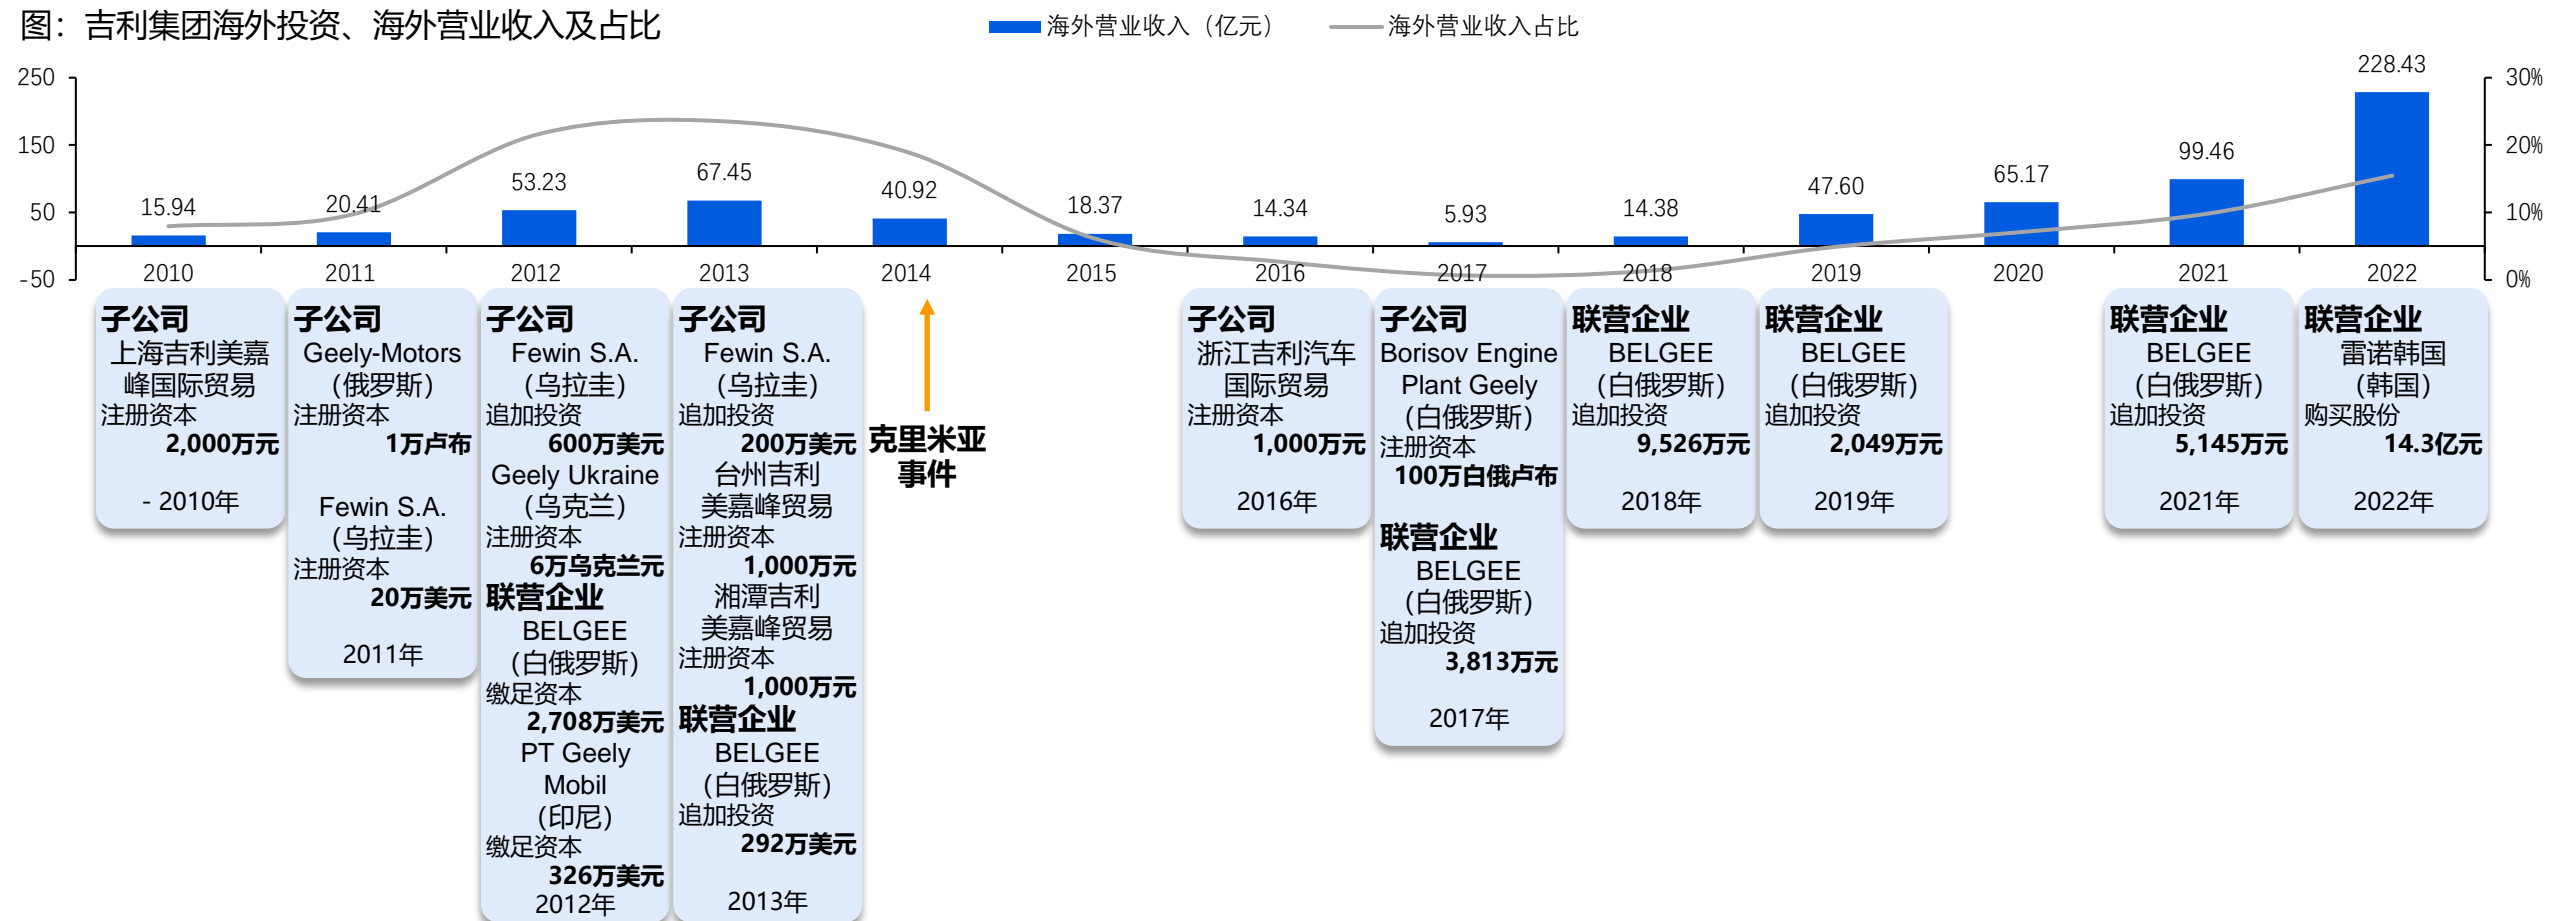 图：吉利集团海外投资、海外营业收入及占比
海外营业收入（亿元）
海外营业收入占比
250
150
50
-50
30%
20%
10%
0%
15.94
20.41
53.23
67.45
40.92
18.37
14.34
5.93
14.38
47.60
65.17
99.46
228.43
2010
2011
2012
2013
2014
2015
2016
2017
2018
2019
2020
2021
2022
子公司
上海吉利美嘉
峰国际贸易
注册资本
2,000万元
- 2010年
子公司
Geely-Motors
（俄罗斯）
注册资本
1万卢布
Fewin S.A.
（乌拉圭）
注册资本
20万美元
2011年
子公司
Fewin S.A.
（乌拉圭）
追加投资
600万美元
Geely Ukraine
（乌克兰）
注册资本
6万乌克兰元
联营企业
BELGEE
（白俄罗斯）
缴足资本
2,708万美元
PT Geely
Mobil
（印尼）
缴足资本
326万美元
2012年
子公司
Fewin S.A.
（乌拉圭）
追加投资
200万美元
台州吉利
美嘉峰贸易
注册资本
1,000万元
湘潭吉利
美嘉峰贸易
注册资本
1,000万元
联营企业
BELGEE
（白俄罗斯）
追加投资
292万美元
2013年
克里米亚
事件
子公司
浙江吉利汽车
国际贸易
注册资本
1,000万元
2016年
子公司
Borisov Engine
Plant Geely
（白俄罗斯）
注册资本
100万白俄卢布
联营企业
BELGEE
（白俄罗斯）
追加投资
3,813万元
2017年
联营企业
BELGEE
（白俄罗斯）
追加投资
9,526万元
2018年
联营企业
BELGEE
（白俄罗斯）
追加投资
2,049万元
2019年
联营企业
BELGEE
（白俄罗斯）
追加投资
5,145万元
2021年
联营企业
雷诺韩国
（韩国）
购买股份
14.3亿元
2022年